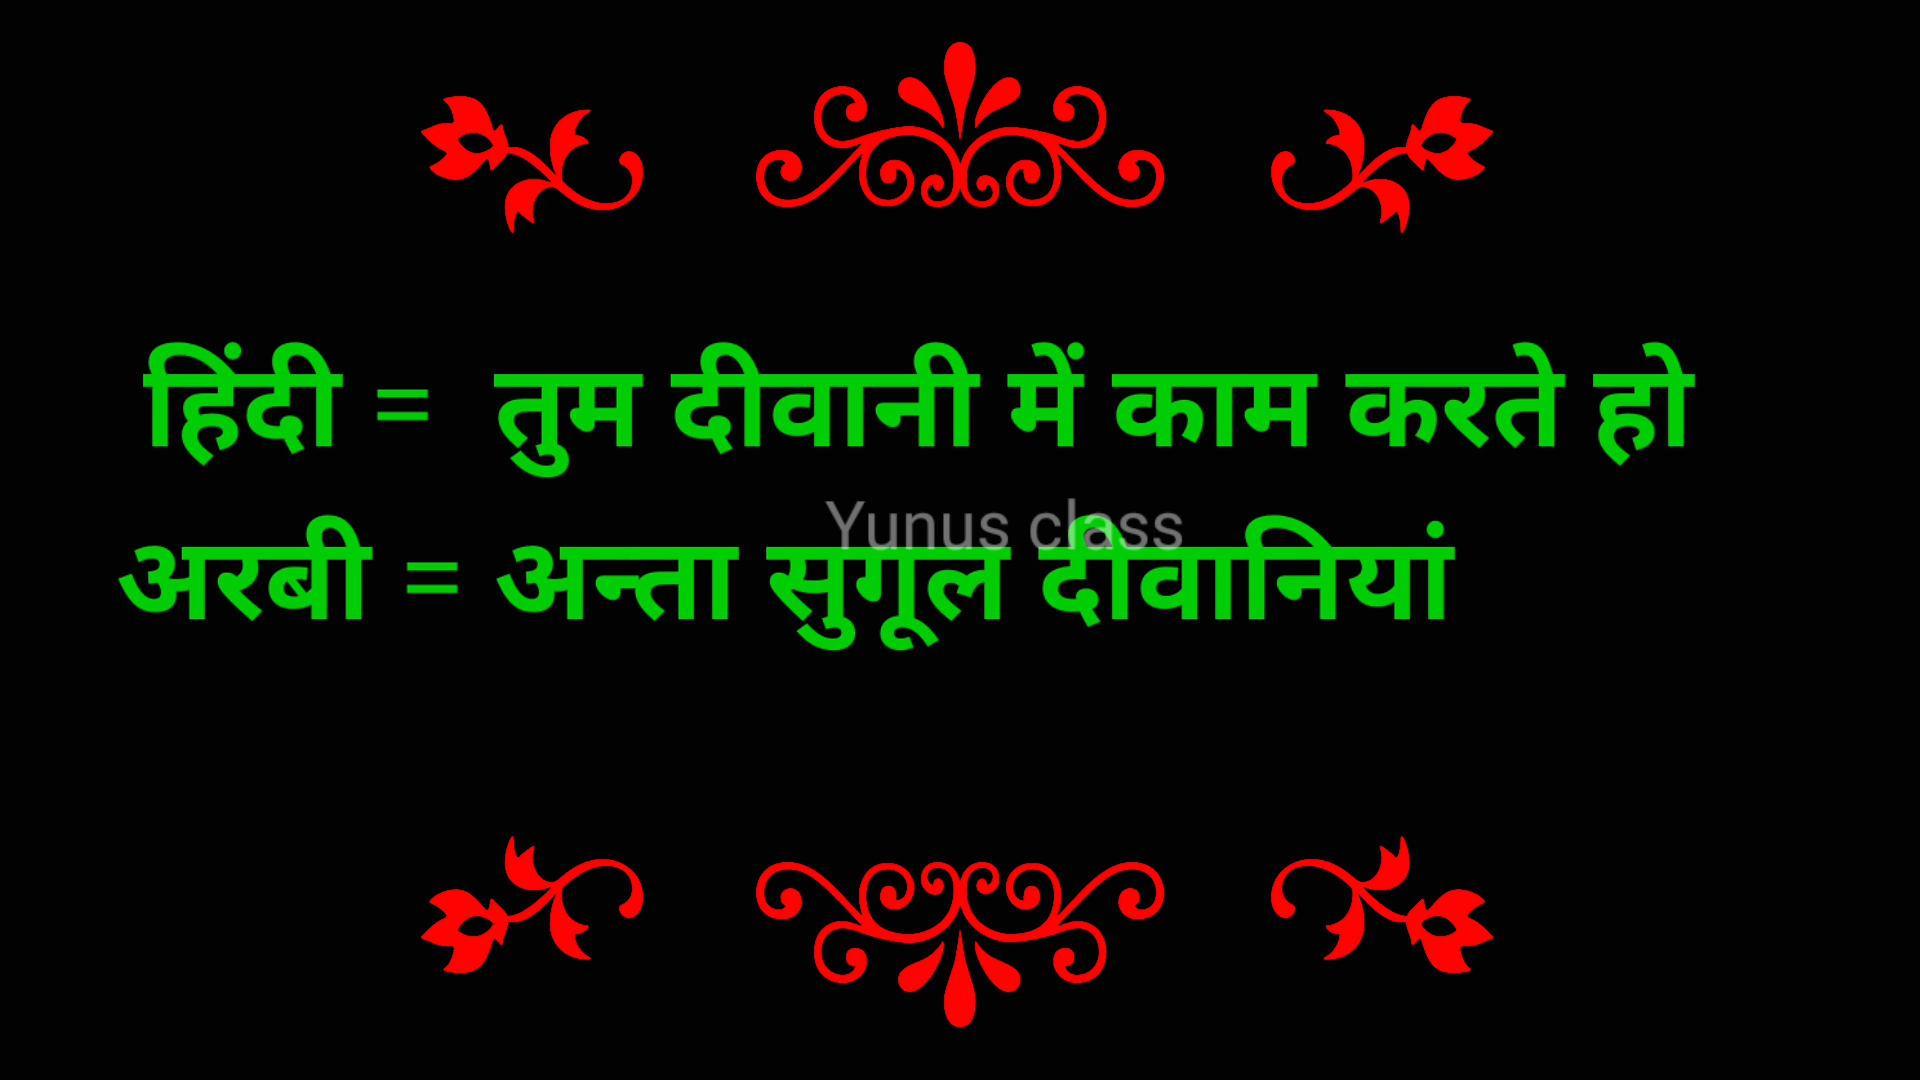 हिंदी = तुम दीवानी में काम करते हो
Yunus class
अरबी = अन्ता सुगूल दीवानियां